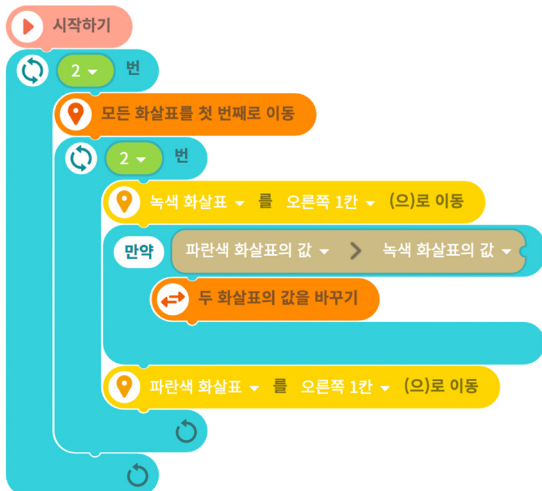 시작하기
2 번
모든 화살표를 첫 번째로 이동
2 번
녹색 화살표 를 오른쪽 1칸 (으)로 이동
만약 파란색 화살표의 값 > 녹색 화살표의 값
두 화살표의 값을 바꾸기
파란색 화살표 를 오른쪽 1칸 (으)로 이동